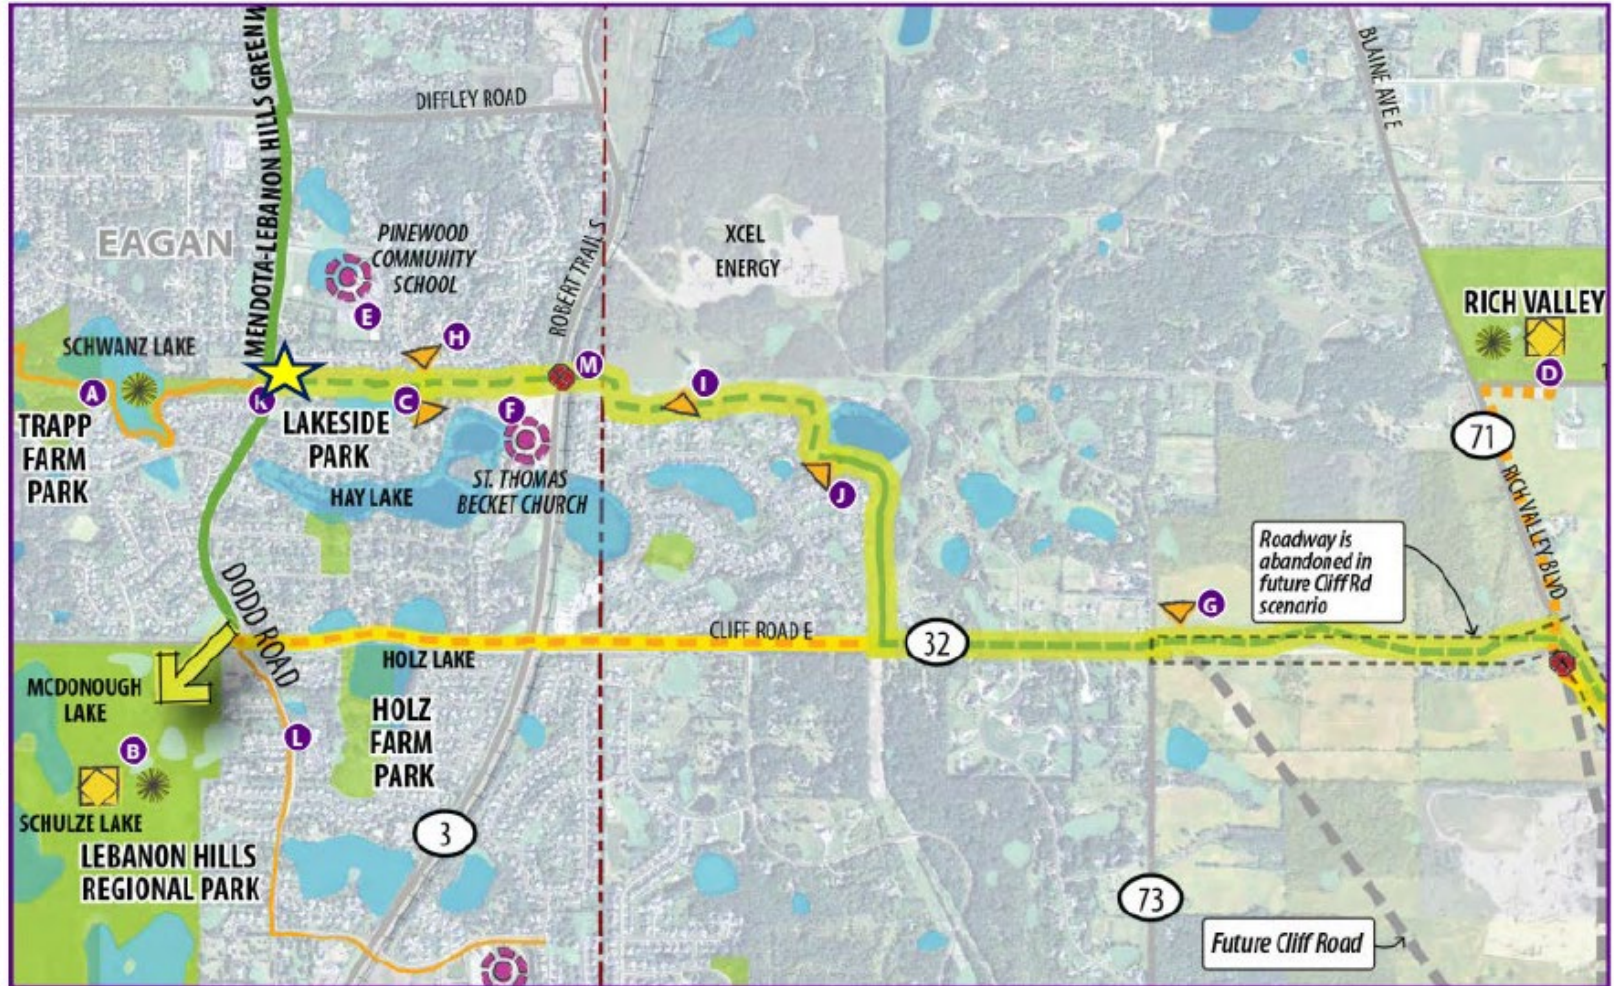 MENDOTA-LEBANON HILLS GREENW
DIFFLEY ROAD
BLAINE AVE E
EAGAN
PINEWOOD
COMMUNITY
SCHOOL
E
ROBERT TRAIL S
XCEL
ENERGY
RICH VALLEY
D
SCHWANZ LAKE
H
M
I
A
K
C
F
TRAPP
FARM
PARK
LAKESIDE
PARK
71
HAY LAKE
ST. THOMAS
BECKET CHURCH
J
RICH VALLEY BLVD
Roadway is
abandoned in
future Cliff Rd
scenario
G
DODD ROAD
CLIFF ROAD E
32
HOLZ LAKE
MCDONOUGH
LAKE
HOLZ
FARM
PARK
L
B
SCHULZE LAKE
3
LEBANON HILLS
REGIONAL PARK
73
Future Cliff Road